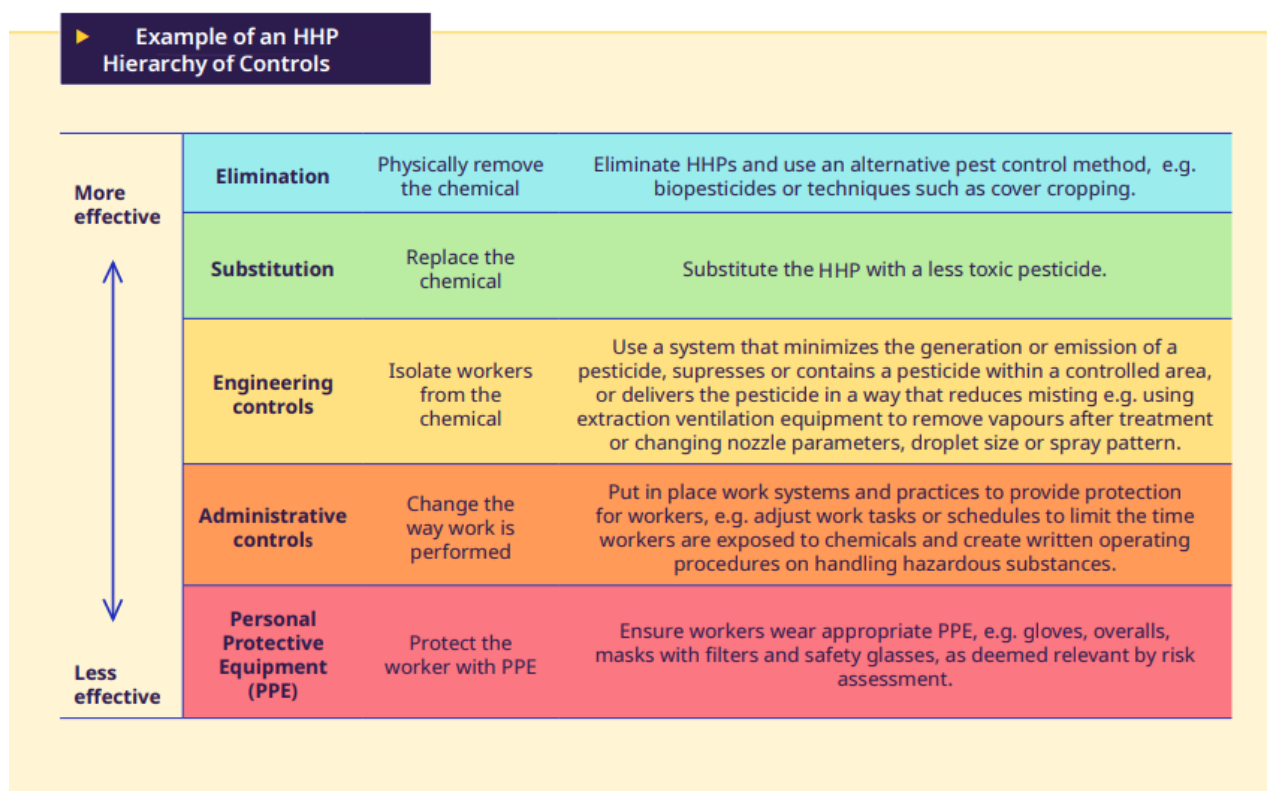 Example of an HHP
Hierarchy of Controls
More
effective
Less
effective
Elimination
Physically remove
the chemical
Eliminate HHPs and use an alternative pest control method, e.g.
biopesticides or techniques such as cover cropping.
Substitution
Replace the
chemical
Substitute the HHP with a less toxic pesticide.
Engineering
controls
Isolate workers
from the
chemical
Use a system that minimizes the generation or emission of a
pesticide, supresses or contains a pesticide within a controlled area,
or delivers the pesticide in a way that reduces misting e.g. using
extraction ventilation equipment to remove vapours after treatment
or changing nozzle parameters, droplet size or spray pattern.
Administrative
controls
Change the
way work is
performed
Put in place work systems and practices to provide protection
for workers, e.g. adjust work tasks or schedules to limit the time
workers are exposed to chemicals and create written operating
procedures on handling hazardous substances.
Personal
Protective
Equipment
(PPE)
Protect the
worker with PPE
Ensure workers wear appropriate PPE, e.g. gloves, overalls,
masks with filters and safety glasses, as deemed relevant by risk
assessment.